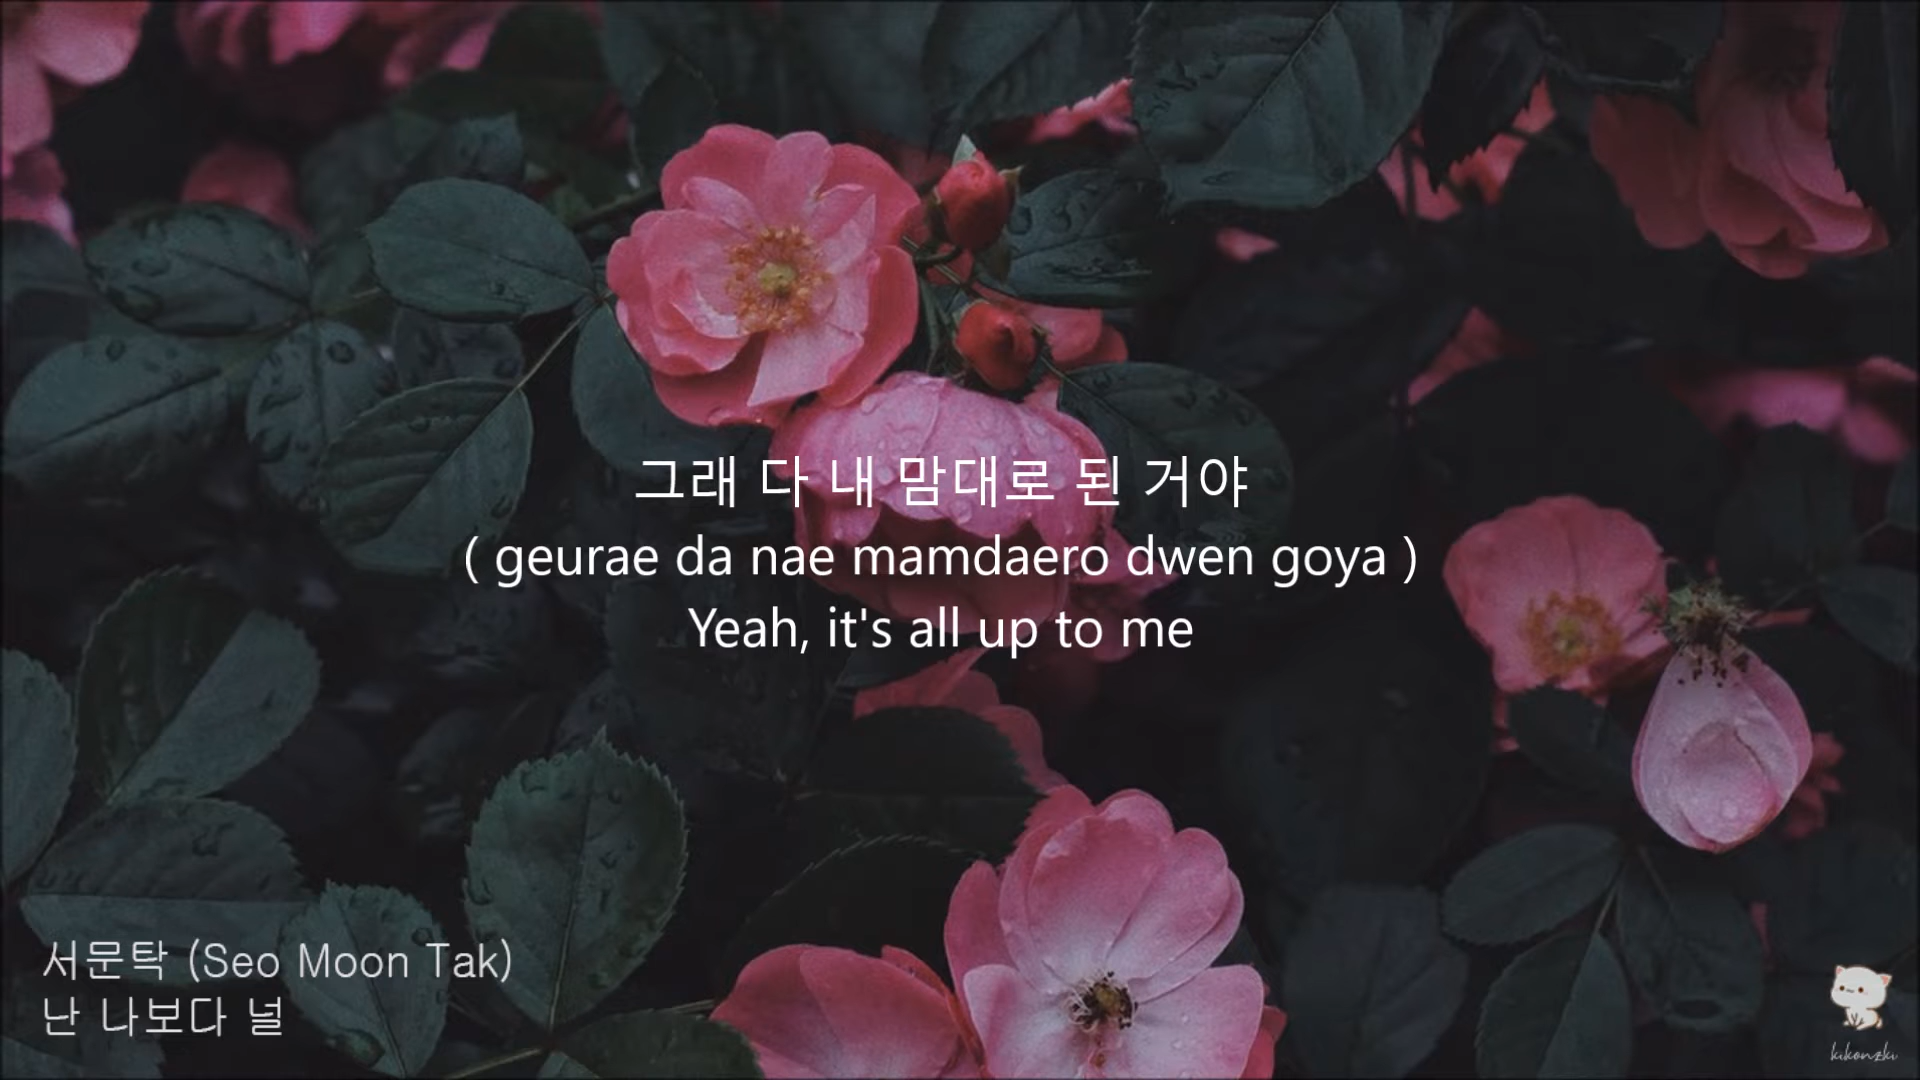 그래 다 내 맘대로 된 거야
( geurae da nae mamdaero dwen goya )
Yeah, it's all up to me
서문탁 (Seo Moon Tak)
난 나보다 널
kikonzki